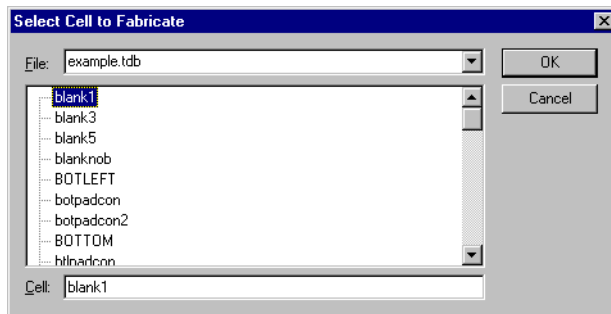 Select Cell to Fabricate
File: example.tdb
OK
Cancel
blank1
blank3
blank5
blanknob
BOTLEFT
botpadcon
botpadcon2
BOTTOM
btlpadcon
Cell: blank1